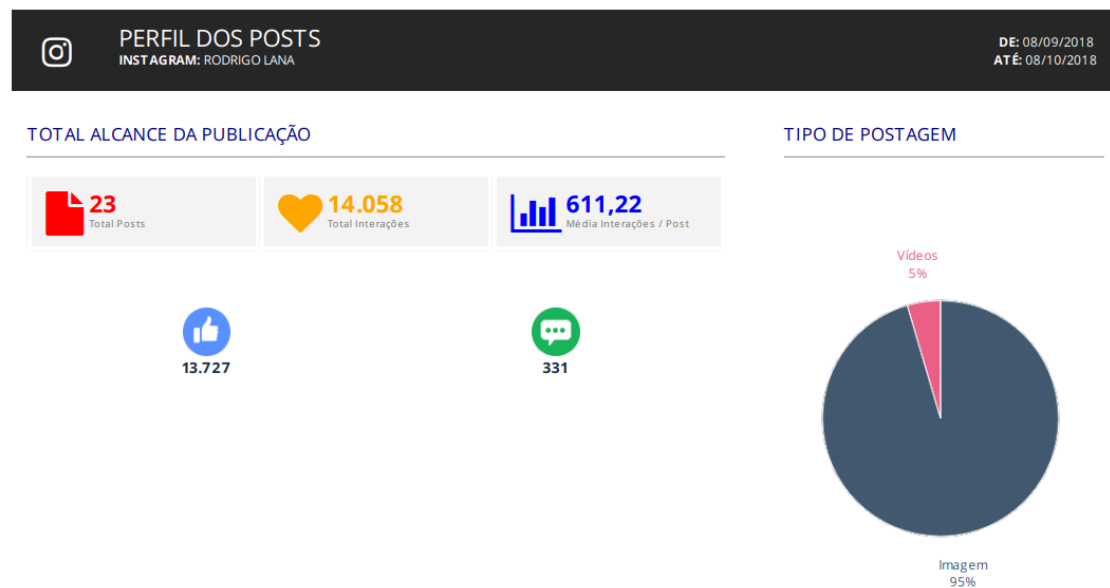 PERFIL DOS POSTS
INSTAGRAM: RODRIGO LANA
DE: 08/09/2018
ATÉ: 08/10/2018
TOTAL ALCANCE DA PUBLICAÇÃO
23
Total Posts
14.058
Total Interações
611,22
Média Interações / Post
13.727
331
TIPO DE POSTAGEM
Vídeos
5%
Imagem
95%